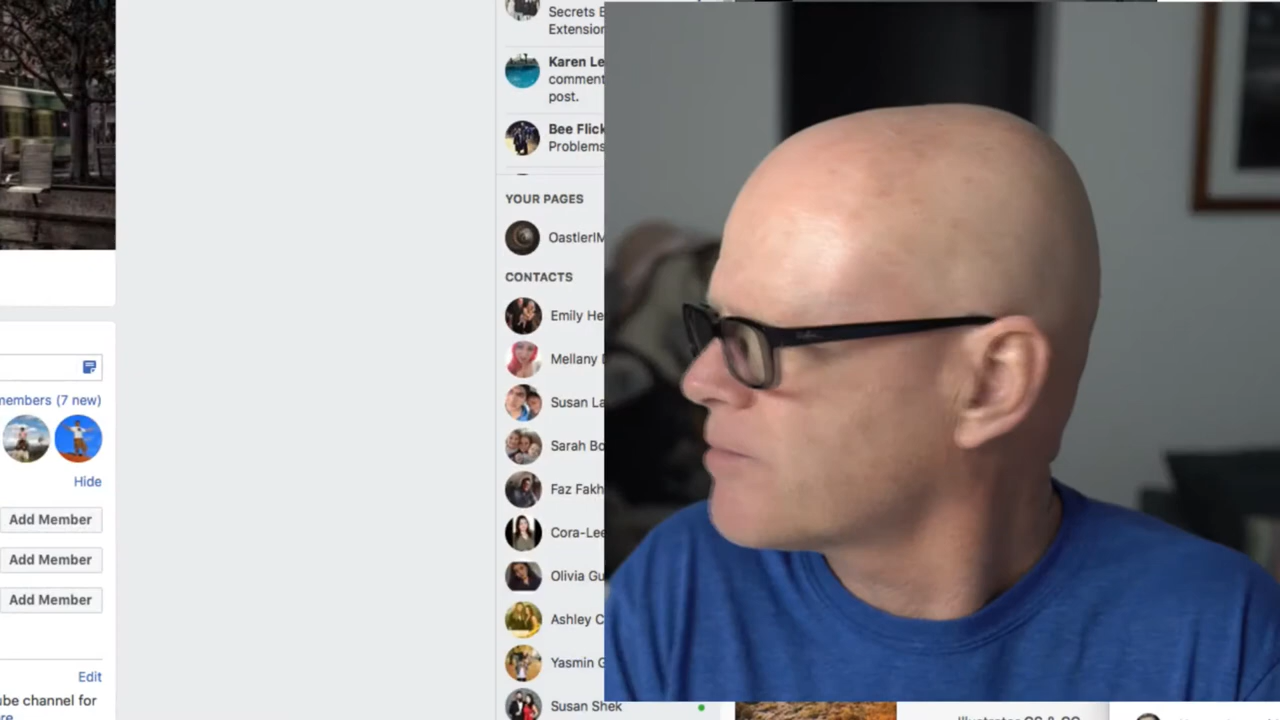 Secrets E
Extension
Karen Le
comment
post.
Bee Flick
Problems
YOUR PAGES
OastlerIM
CONTACTS
Emily He
Mellany
Susan La
Sarah Bo
Faz Fakh
Cora-Lee
Olivia Gu
Ashley C
Yasmin G
Susan Shek
members (7 new)
Hide
Add Member
Add Member
Add Member
Edit
be channel for